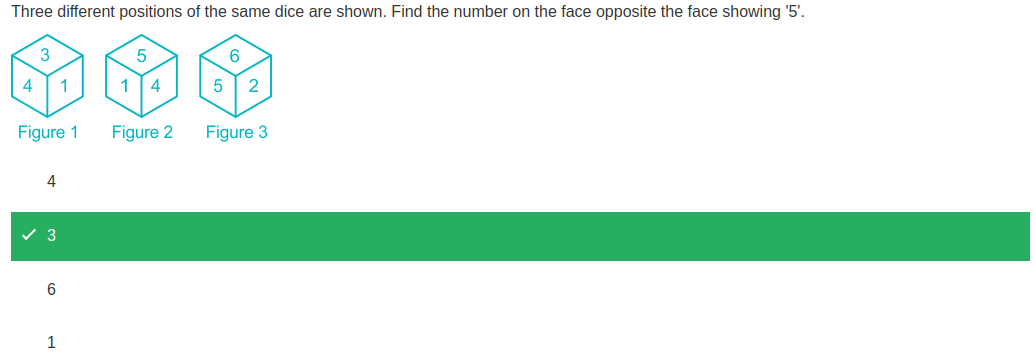 Three different positions of the same dice are shown. Find the number on the face opposite the face showing '5'.
3 5 6
4 1 1 4 5 2
Figure 1 Figure 2 Figure 3
4
✓ 3
6
1